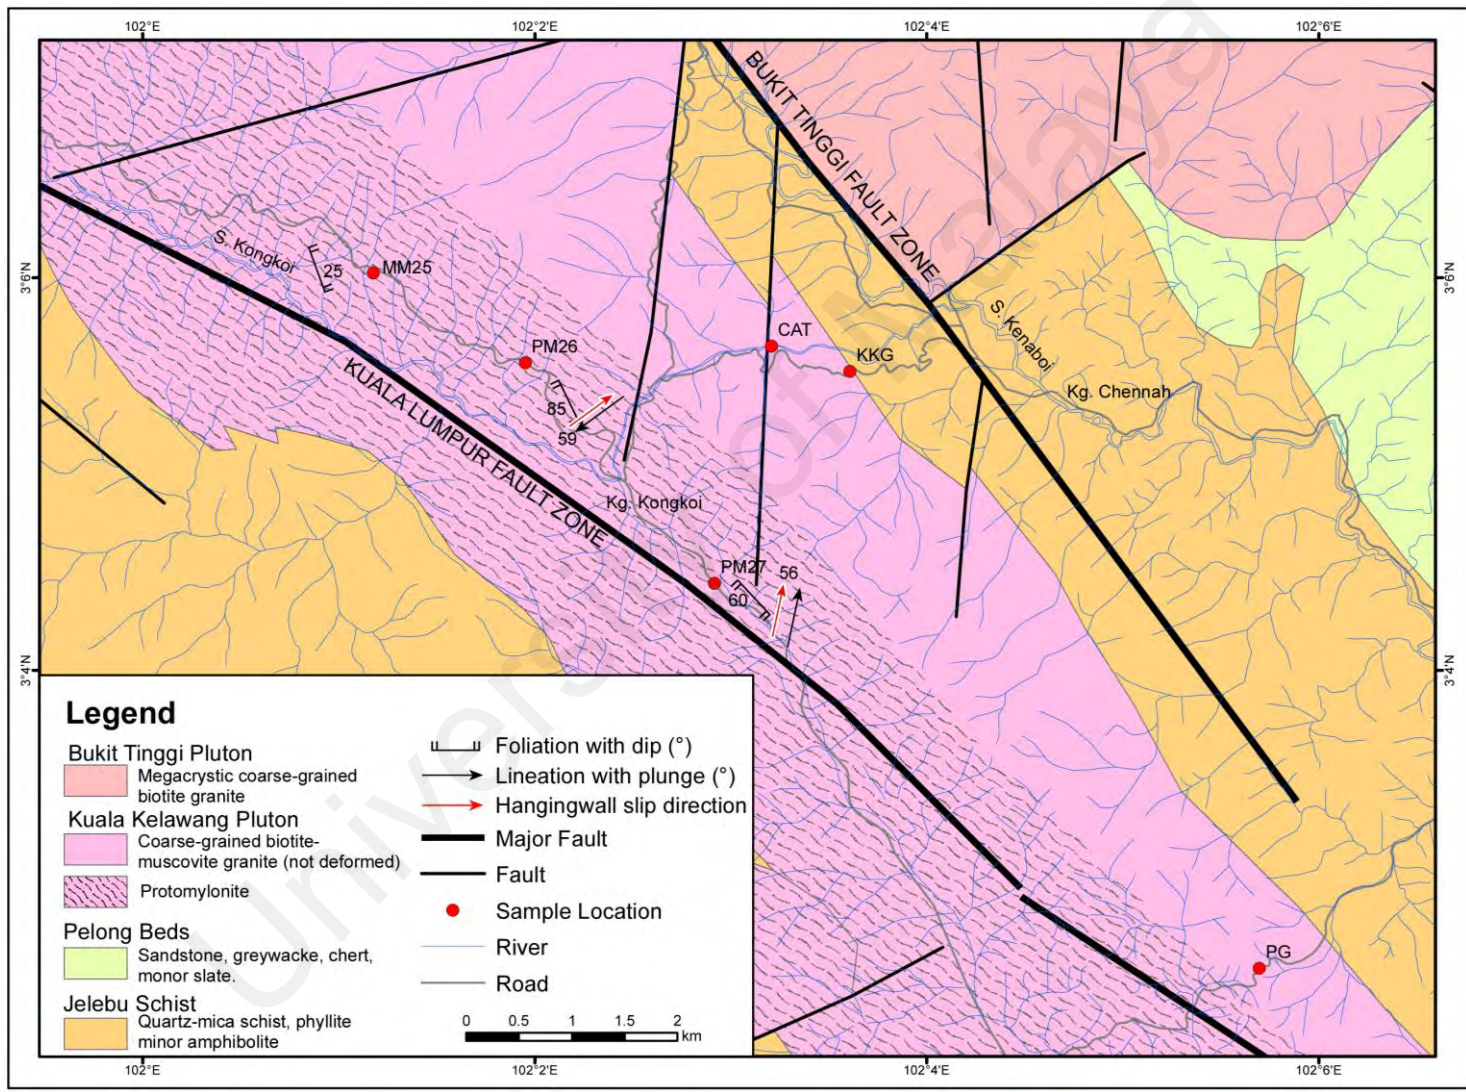 102°E
102°2'E
102°4'E
102°6'E
3°6'N
3°6'N
3°4'N
3°4'N
BUKIT TINGGI FAULT ZONE
S. Kongkoi
25
MM25
PM26
CAT
KKG
S. Kenaboi
Kg. Chennah
KUALA LUMPUR FAULT ZONE
85
59
Kg. Kongkoi
PM27
56
60
PG
University of Malaya
Legend
Bukit Tinggi Pluton
Megacrystic coarse-grained
biotite granite
Kuala Kelawang Pluton
Coarse-grained biotite-
muscovite granite (not deformed)
Protomylonite
Pelong Beds
Sandstone, greywacke, chert,
monor slate.
Jelebu Schist
Quartz-mica schist, phyllite
minor amphibolite
Foliation with dip (°)
Lineation with plunge (°)
Hangingwall slip direction
Major Fault
Fault
Sample Location
River
Road
0 0.5 1 1.5 2
km
102°E
102°2'E
102°4'E
102°6'E